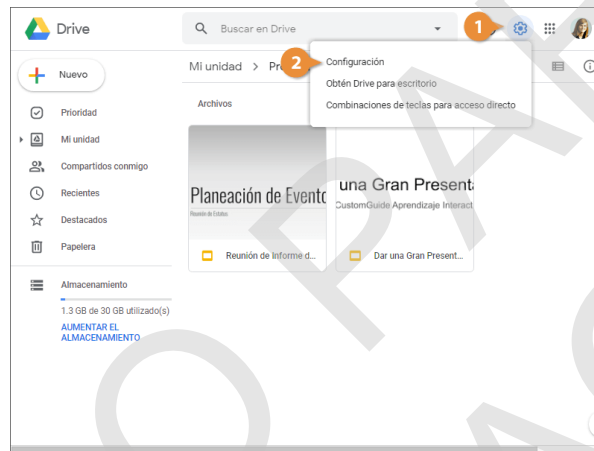 Drive
Buscar en Drive
1
Nuevo
Mi unidad > Pr
2
Configuración
Obtén Drive para escritorio
Combinaciones de teclas para acceso directo
Archivos
Prioridad
Mi unidad
Compartidos conmigo
Recientes
Destacados
Papelera
Planeación de Evento
Reunión de Estatus
Reunión de Informe d...
una Gran Presenta
CustomGuide Aprendizaje Interact
Dar una Gran Present...
Almacenamiento
1.3 GB de 30 GB utilizado(s)
AUMENTAR EL
ALMACENAMIENTO